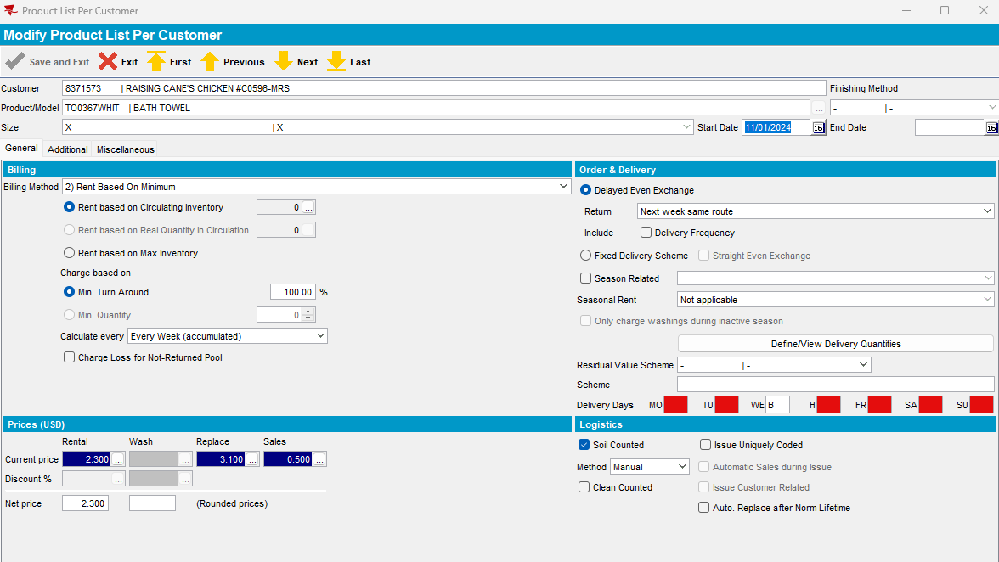 Product List Per Customer
Modify Product List Per Customer
Save and Exit Exit First Previous Next Last
Customer 8371573 | RAISING CANE'S CHICKEN #C0596-MRS Finishing Method
Product/Model TO0367WHIT | BATH TOWEL ... - | -
Size X | X Start Date 11/01/2024 16 End Date 16
General Additional Miscellaneous
Billing
Billing Method 2) Rent Based On Minimum
Rent based on Circulating Inventory 0 ...
Rent based on Real Quantity in Circulation 0 ...
Rent based on Max Inventory
Charge based on
Min. Turn Around 100.00 %
Min. Quantity 0
Calculate every Every Week (accumulated)
Charge Loss for Not-Returned Pool
Order & Delivery
Delayed Even Exchange
Return Next week same route
Include Delivery Frequency
Fixed Delivery Scheme Straight Even Exchange
Season Related
Seasonal Rent Not applicable
Only charge washings during inactive season
Define/View Delivery Quantities
Residual Value Scheme - | -
Scheme
Delivery Days MO TU WE B H FR SA SU
Prices (USD)
Rental Wash Replace Sales
Current price 2.300 ... ... 3.100 ... 0.500 ...
Discount % ... ...
Net price 2.300 (Rounded prices)
Logistics
Soil Counted Issue Uniquely Coded
Method Manual Automatic Sales during Issue
Clean Counted Issue Customer Related
Auto. Replace after Norm Lifetime